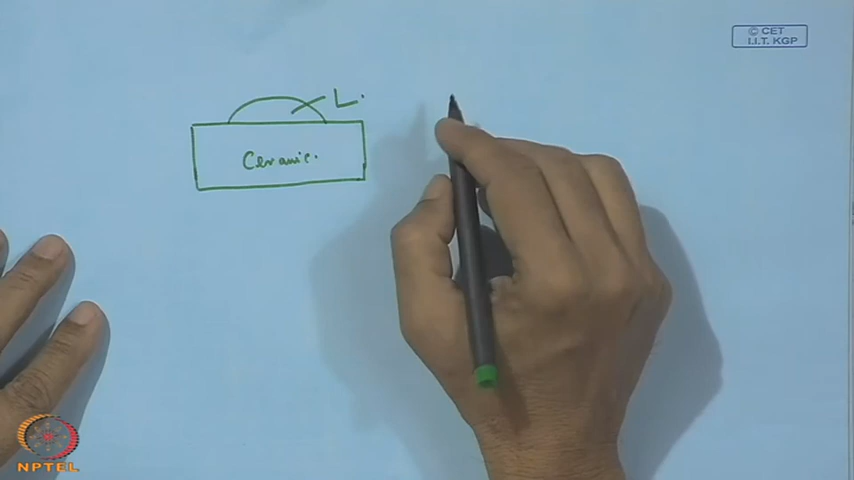 © CET
I.I.T. KGP
L.
Ceramic.
NPTEL